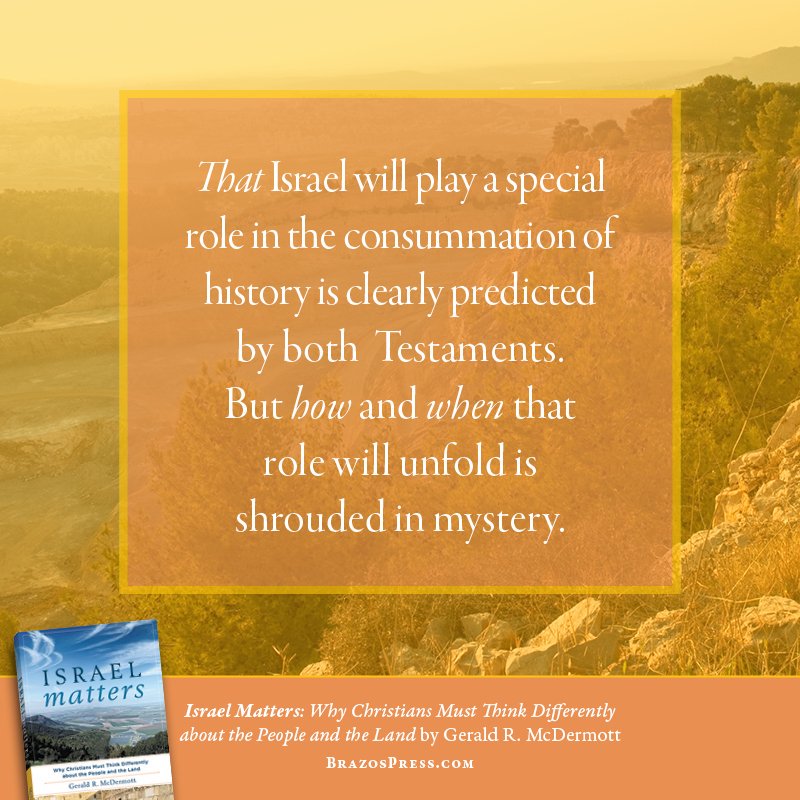 That Israel will play a special
role in the consummation of
history is clearly predicted
by both Testaments.
But how and when that
role will unfold is
shrouded in mystery.
ISRAEL
matters
Why Christians Must Think Differently
about the People and the Land
Gerald R. McDermott
Israel Matters: Why Christians Must Think Differently
about the People and the Land by Gerald R. McDermott
BrazosPress.com